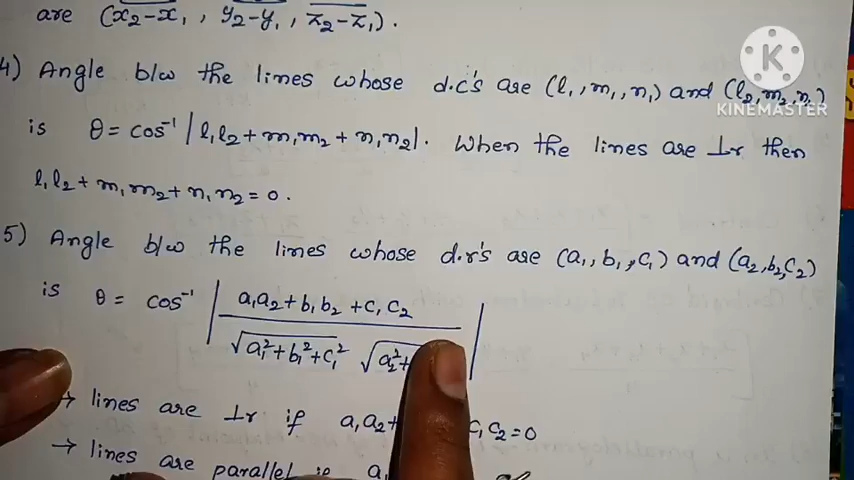 are (x₂-x₁, y₂-y₁, z₂-z₁).
4) Angle b/w the lines whose d.c's are (l₁, m₁, n₁) and (l₂, m₂, n₂)
K
KINEMASTER
is θ = cos⁻¹ |l₁l₂ + m₁m₂ + n₁n₂|. When the lines are ⊥r then
l₁l₂ + m₁m₂ + n₁n₂ = 0.
5) Angle b/w the lines whose d.r's are (a₁, b₁, c₁) and (a₂, b₂, c₂)
is θ = cos⁻¹ | a₁a₂ + b₁b₂ + c₁c₂
√a₁² + b₁² + c₁² √a₂² + |
→ lines are ⊥r if a₁a₂ + c₁c₂ = 0
→ lines are parallel if a₁